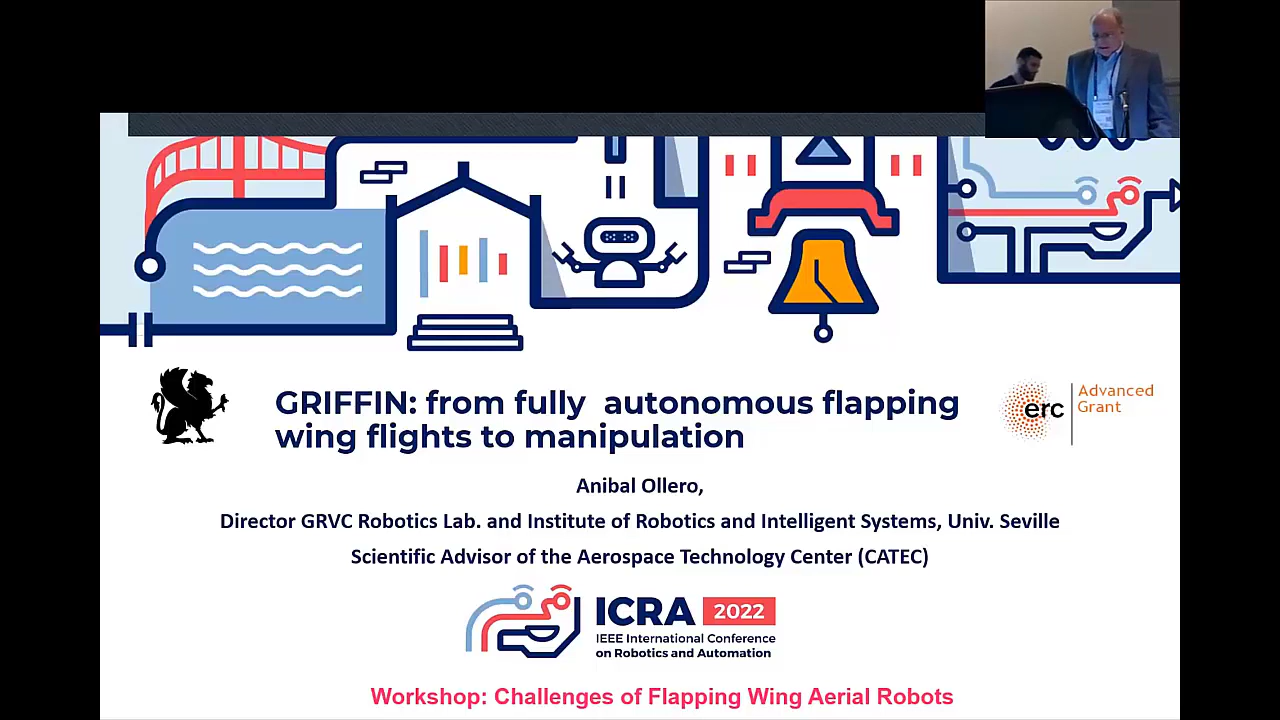 GRIFFIN: from fully autonomous flapping
wing flights to manipulation
erc
Advanced
Grant
Anibal Ollero,
Director GRVC Robotics Lab. and Institute of Robotics and Intelligent Systems, Univ. Seville
Scientific Advisor of the Aerospace Technology Center (CATEC)
ICRA 2022
IEEE International Conference
on Robotics and Automation
Workshop: Challenges of Flapping Wing Aerial Robots